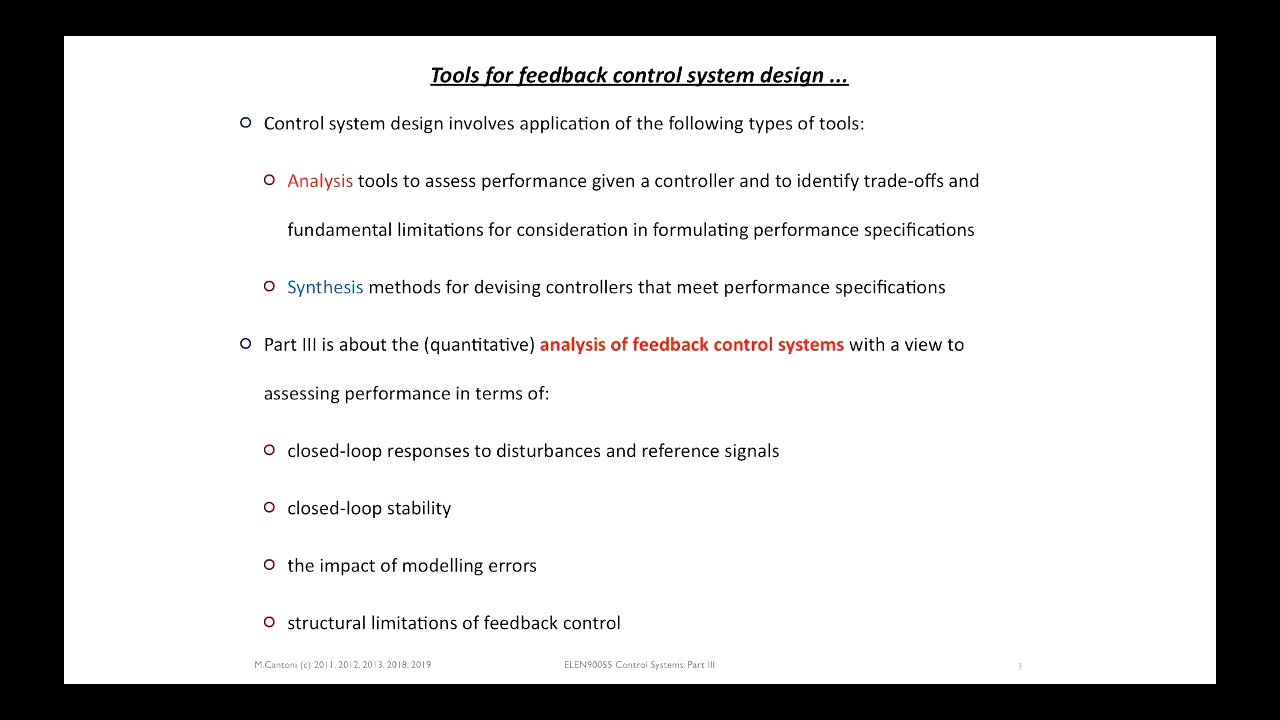 Tools for feedback control system design ...
Control system design involves application of the following types of tools:
Analysis tools to assess performance given a controller and to identify trade-offs and
fundamental limitations for consideration in formulating performance specifications
Synthesis methods for devising controllers that meet performance specifications
Part III is about the (quantitative) analysis of feedback control systems with a view to
assessing performance in terms of:
closed-loop responses to disturbances and reference signals
closed-loop stability
the impact of modelling errors
structural limitations of feedback control
M.Cantoni (c) 2011, 2012, 2013, 2018, 2019 ELEN90055 Control Systems: Part III 3